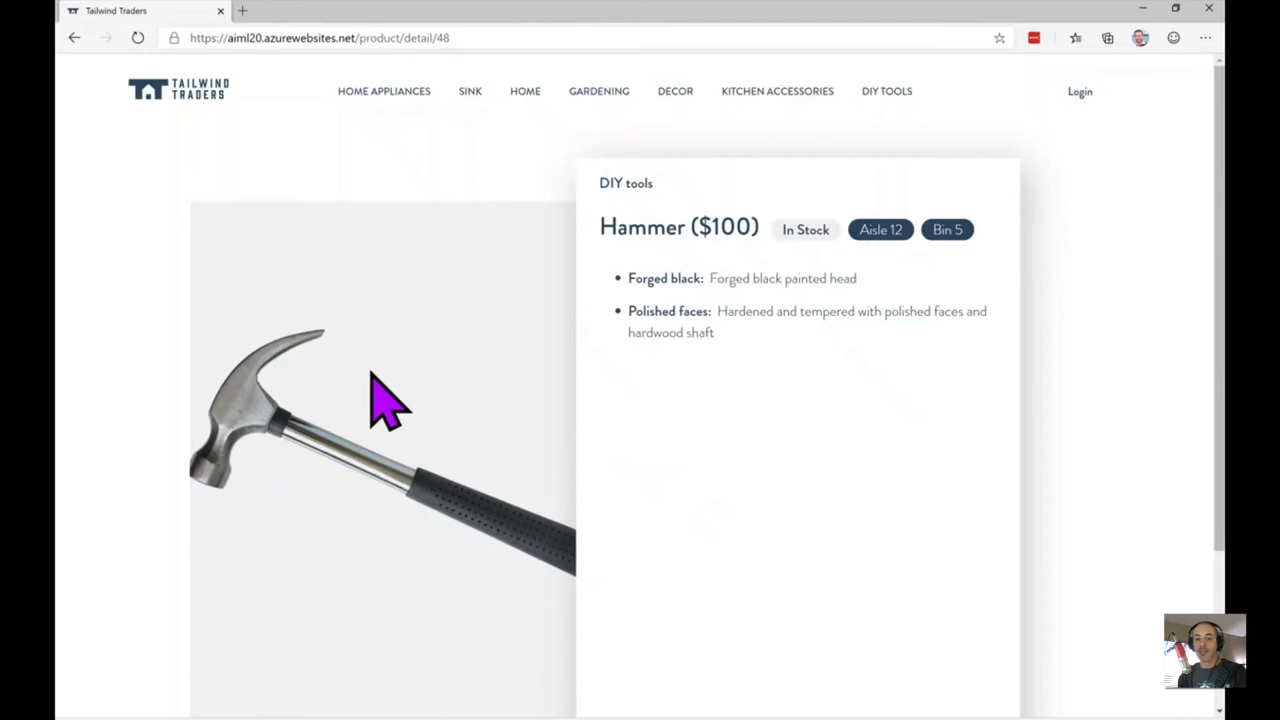 Tailwind Traders
https://aiml20.azurewebsites.net/product/detail/48
TAILWIND
TRADERS
HOME APPLIANCES
SINK
HOME
GARDENING
DECOR
KITCHEN ACCESSORIES
DIY TOOLS
Login
DIY tools
Hammer ($100)
In Stock
Aisle 12
Bin 5
Forged black: Forged black painted head
Polished faces: Hardened and tempered with polished faces and
hardwood shaft